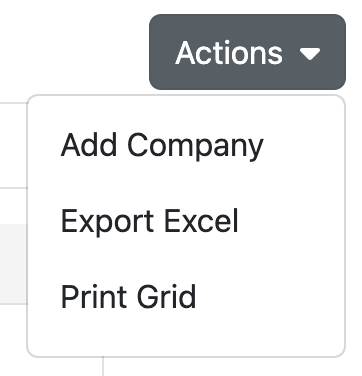 Actions
Add Company
Export Excel
Print Grid